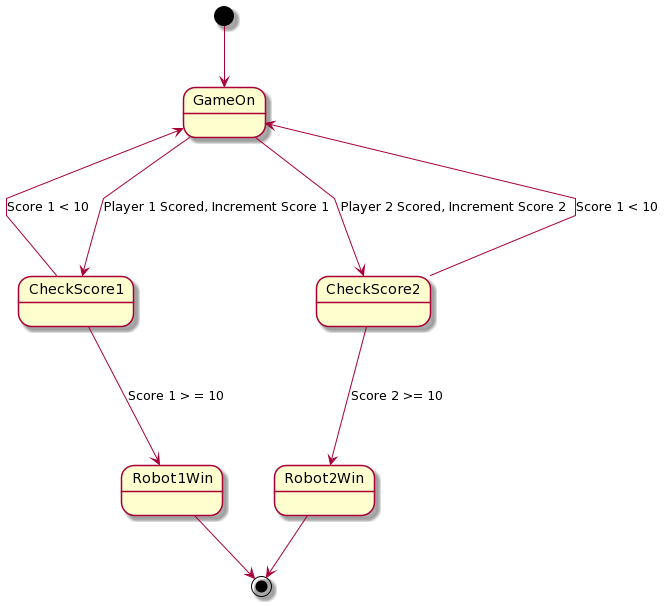 GameOn
Score 1 < 10
Player 1 Scored, Increment Score 1
Player 2 Scored, Increment Score 2
Score 1 < 10
CheckScore1
CheckScore2
Score 1 > = 10
Score 2 >= 10
Robot1Win
Robot2Win